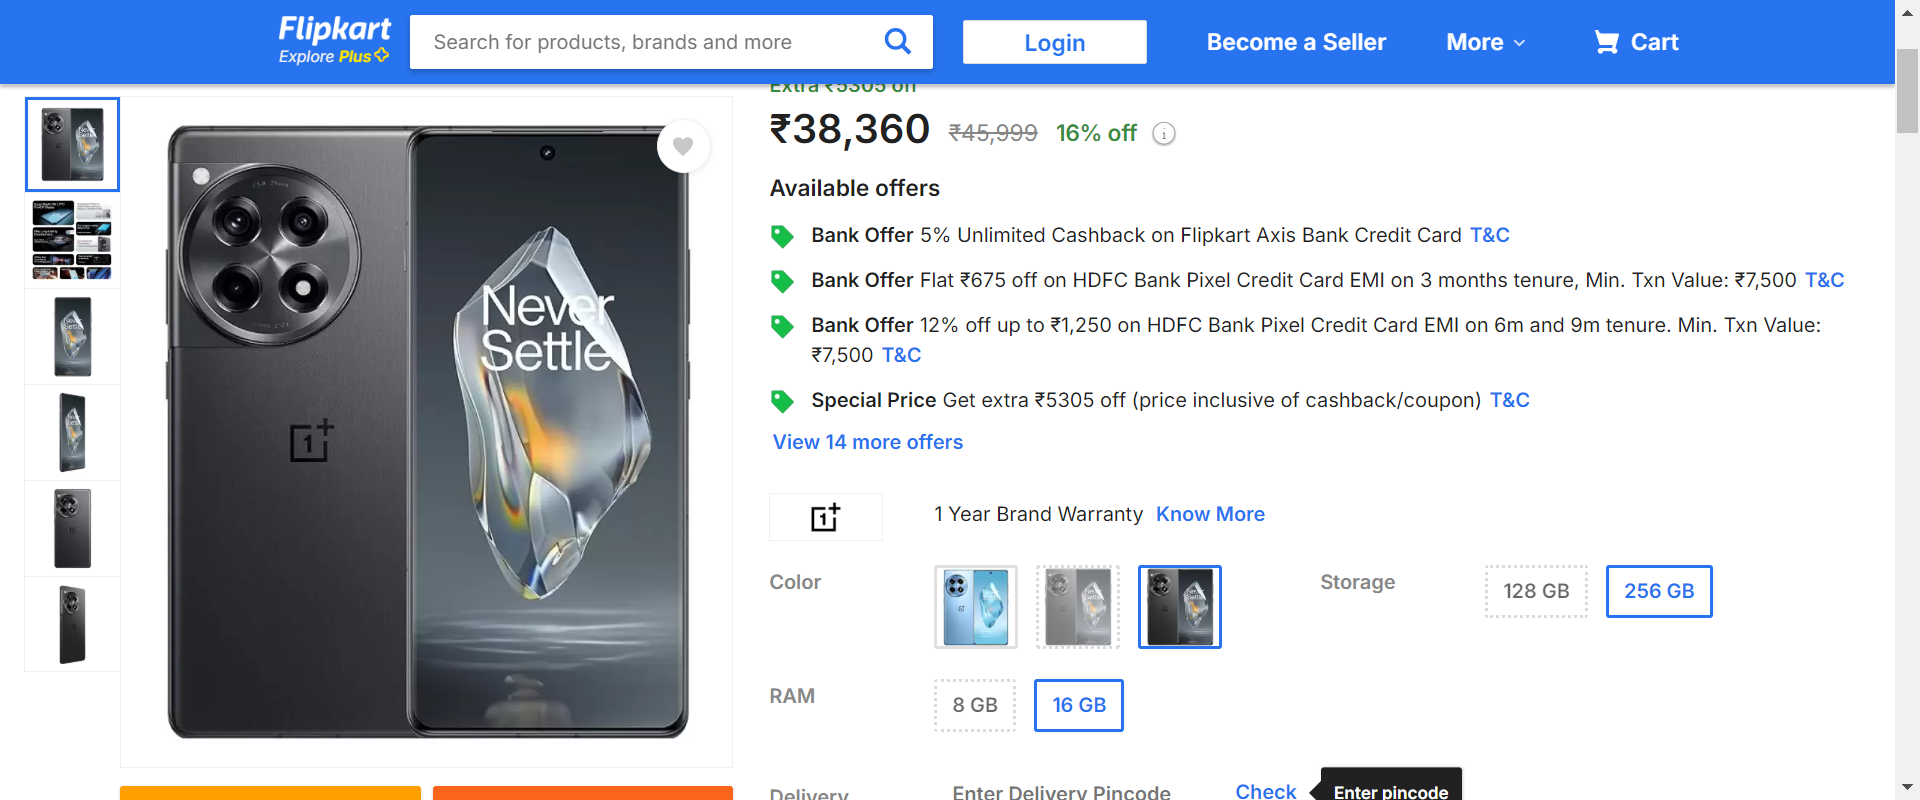 Flipkart
Explore Plus
Search for products, brands and more
Login
Become a Seller
More
Cart
Extra ₹5305 off
₹38,360 ₹45,999 16% off
Available offers
Bank Offer 5% Unlimited Cashback on Flipkart Axis Bank Credit Card T&C
Bank Offer Flat ₹675 off on HDFC Bank Pixel Credit Card EMI on 3 months tenure, Min. Txn Value: ₹7,500 T&C
Bank Offer 12% off up to ₹1,250 on HDFC Bank Pixel Credit Card EMI on 6m and 9m tenure. Min. Txn Value:
₹7,500 T&C
Special Price Get extra ₹5305 off (price inclusive of cashback/coupon) T&C
View 14 more offers
Never
Settle
1 Year Brand Warranty Know More
Color
Storage
128 GB
256 GB
RAM
8 GB
16 GB
Delivery
Enter Delivery Pincode
Check
Enter pincode